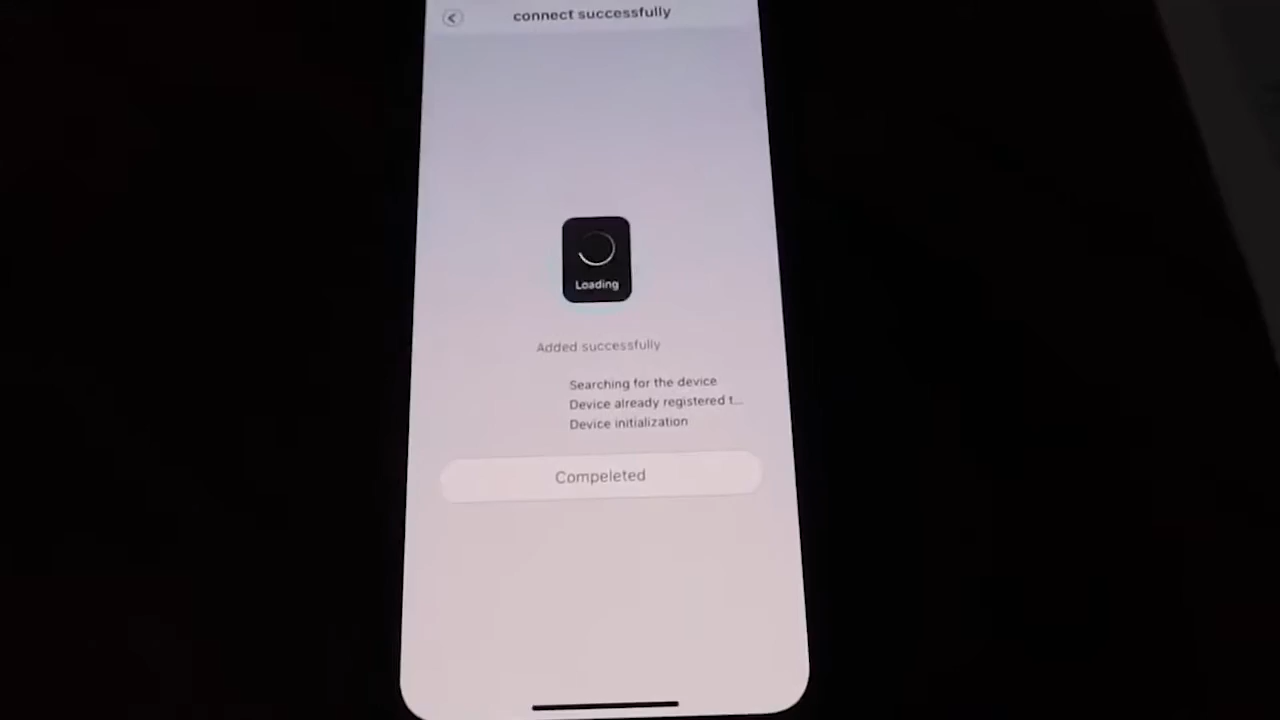 connect successfully
Loading
Added successfully
Searching for the device
Device already registered t...
Device initialization
Compeleted